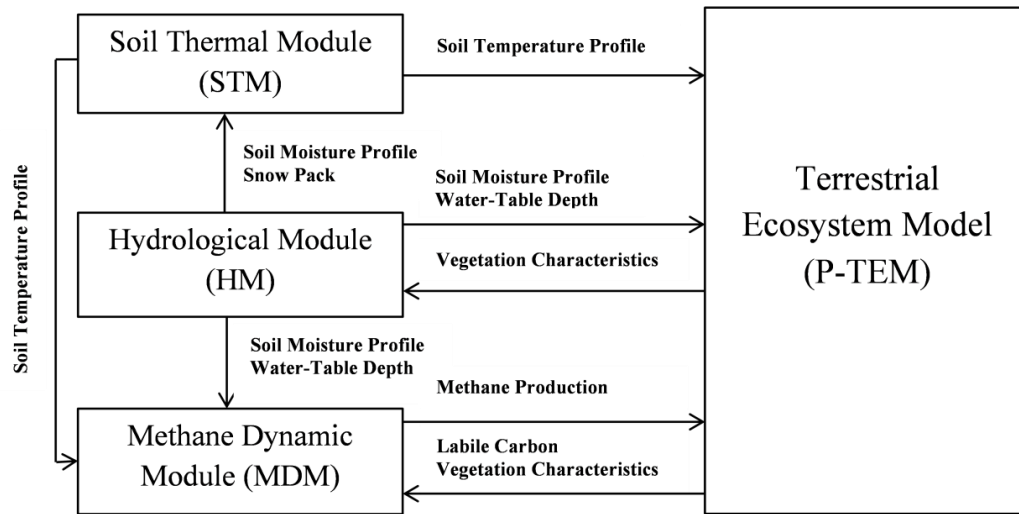 Soil Thermal Module
(STM)
Soil Temperature Profile
Soil Moisture Profile
Snow Pack
Soil Moisture Profile
Water-Table Depth
Hydrological Module
(HM)
Vegetation Characteristics
Soil Moisture Profile
Water-Table Depth
Methane Production
Methane Dynamic
Module (MDM)
Labile Carbon
Vegetation Characteristics
Soil Temperature Profile
Terrestrial
Ecosystem Model
(P-TEM)